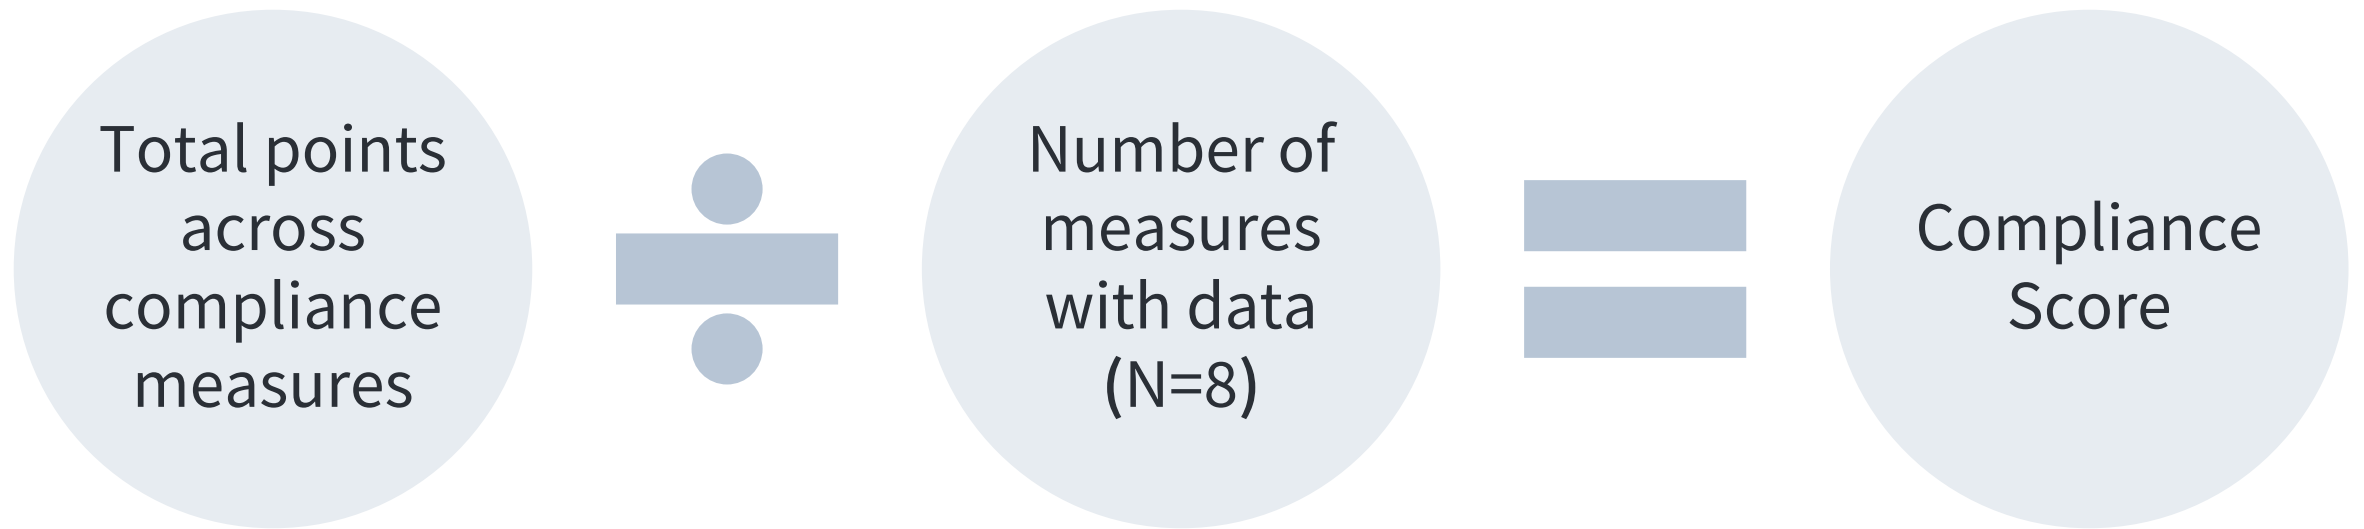 Total points
across
compliance
measures
Number of
measures
with data
(N=8)
Compliance
Score